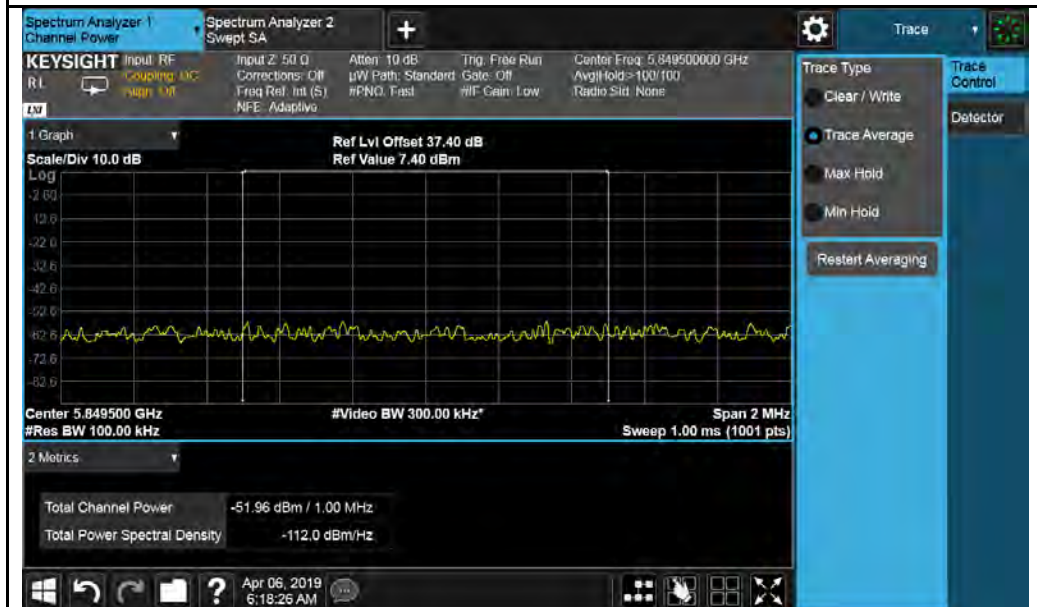 Spectrum Analyzer 1
Channel Power
Spectrum Analyzer 2
Swept SA
Trace
KEYSIGHT
Input: RF
Coupling: DC
Align: Off
Input Z: 50 Ω
Corrections: Off
Freq Ref: Int (S)
NFE: Adaptive
Atten: 10 dB
µW Path: Standard
#PNO: Fast
Trig: Free Run
Gate: Off
#IF Gain: Low
Center Freq: 5.849500000 GHz
Avg|Hold:>100/100
Radio Std: None
LXI
1 Graph
Scale/Div 10.0 dB
Ref Lvl Offset 37.40 dB
Ref Value 7.40 dBm
Log
-2.60
-12.6
-22.6
-32.6
-42.6
-52.6
-62.6
-72.6
-82.6
Center 5.849500 GHz
#Video BW 300.00 kHz*
Span 2 MHz
#Res BW 100.00 kHz
Sweep 1.00 ms (1001 pts)
2 Metrics
Total Channel Power -51.96 dBm / 1.00 MHz
Total Power Spectral Density -112.0 dBm/Hz
Apr 06, 2019
6:18:26 AM
Trace Type
Clear / Write
Trace Average
Max Hold
Min Hold
Restart Averaging
Trace
Control
Detector